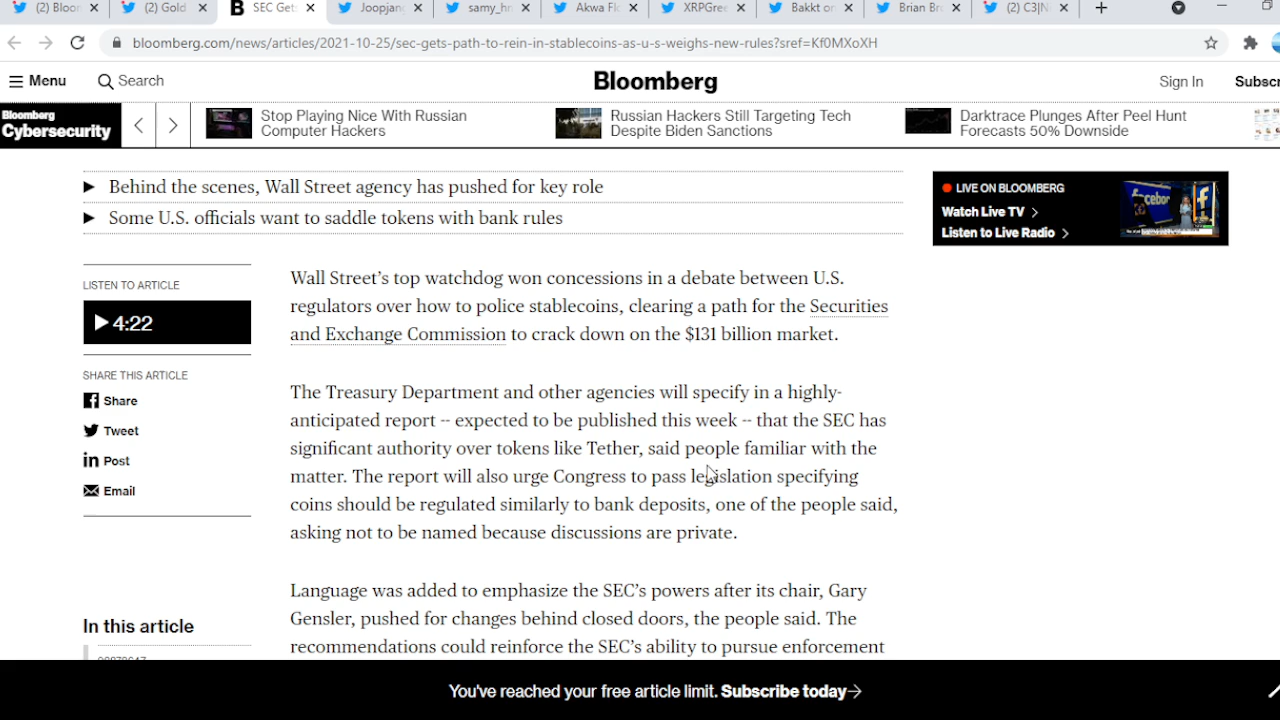 (2) Bloon
(2) Gold
SEC Get
Joopjan
samy_hn
Akwa Fl
XRPGree
Bakkt on
Brian Br
(2) C3|N
bloomberg.com/news/articles/2021-10-25/sec-gets-path-to-rein-in-stablecoins-as-u-s-weighs-new-rules?sref=Kf0MXoXH
Menu
Search
Bloomberg
Sign In
Subsc
Bloomberg
Cybersecurity
Stop Playing Nice With Russian
Computer Hackers
Russian Hackers Still Targeting Tech
Despite Biden Sanctions
Darktrace Plunges After Peel Hunt
Forecasts 50% Downside
Behind the scenes, Wall Street agency has pushed for key role
Some U.S. officials want to saddle tokens with bank rules
LIVE ON BLOOMBERG
Watch Live TV
Listen to Live Radio
LISTEN TO ARTICLE
4:22
SHARE THIS ARTICLE
Share
Tweet
Post
Email
In this article
Wall Street's top watchdog won concessions in a debate between U.S.
regulators over how to police stablecoins, clearing a path for the Securities
and Exchange Commission to crack down on the $131 billion market.
The Treasury Department and other agencies will specify in a highly-
anticipated report -- expected to be published this week -- that the SEC has
significant authority over tokens like Tether, said people familiar with the
matter. The report will also urge Congress to pass legislation specifying
coins should be regulated similarly to bank deposits, one of the people said,
asking not to be named because discussions are private.
Language was added to emphasize the SEC's powers after its chair, Gary
Gensler, pushed for changes behind closed doors, the people said. The
recommendations could reinforce the SEC's ability to pursue enforcement
You've reached your free article limit. Subscribe today